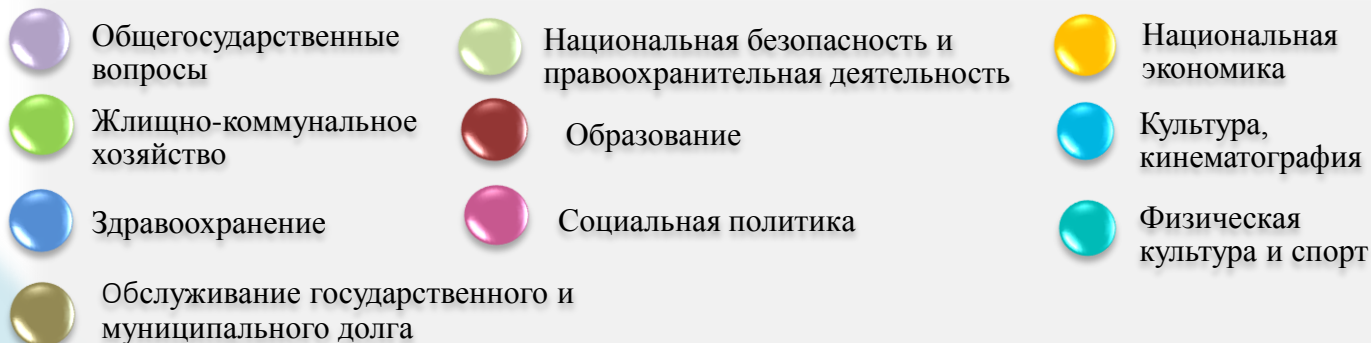 Общегосударственные
вопросы
Национальная безопасность и
правоохранительная деятельность
Национальная
экономика
Жлищно-коммунальное
хозяйство
Образование
Культура,
кинематография
Здравоохранение
Социальная политика
Физическая
культура и спорт
Обслуживание государственного и
муниципального долга